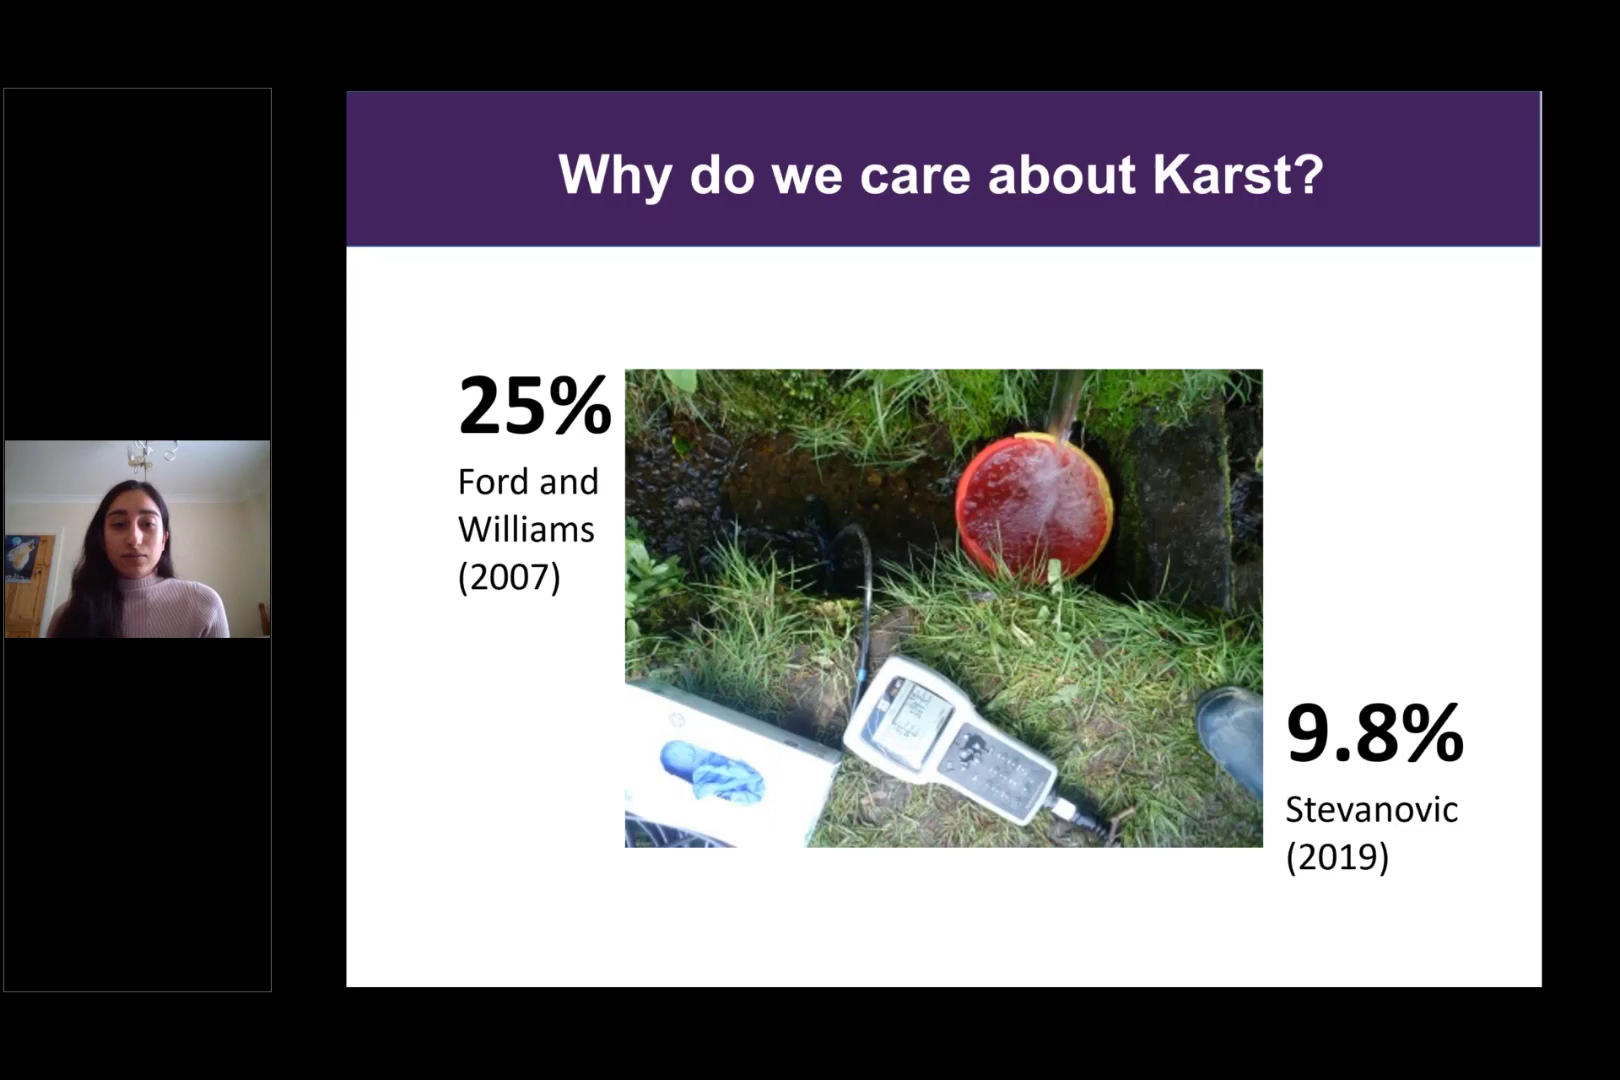 Why do we care about Karst?
25%
Ford and
Williams
(2007)
9.8%
Stevanovic
(2019)